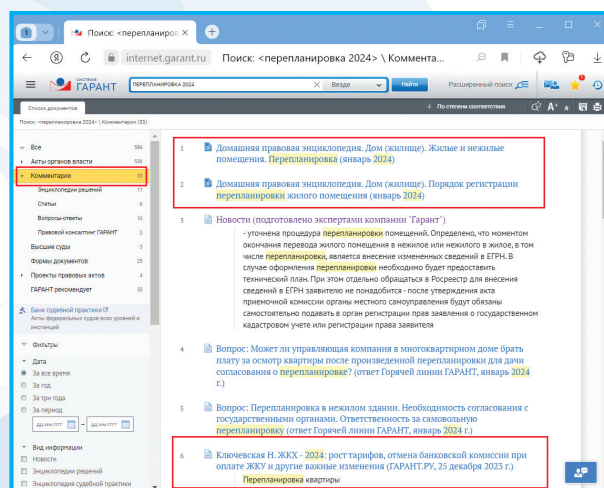 1
Поиск: <перепланиров
internet.garant.ru
Поиск: <перепланировка 2024> \ Коммента...
СИСТЕМА
ГАРАНТ
ПЕРЕПЛАНИРОВКА 2024
Везде
Найти
Расширенный поиск
Список документов
По степени соответствия
Поиск: <перепланировка 2024> \ Комментарии (33)
Все 586
Акты органов власти 538
Комментарии 33
Энциклопедии решений 17
Статьи 6
Вопросы-ответы 10
Правовой консалтинг ГАРАНТ 2
Высшие суды 3
Формы документов 25
Проекты правовых актов 4
ГАРАНТ рекомендует 33
Банк судебной практики
Акты федеральных судов всех уровней и
инстанций
Фильтры
Дата
За все время
За год
За три года
За период
дд.мм.гггг – дд.мм.гггг
Вид информации
Новости
Энциклопедии решений
Энциклопедия судебной практики
1 Домашняя правовая энциклопедия. Дом (жилище). Жилые и нежилые
помещения. Перепланировка (январь 2024)
2 Домашняя правовая энциклопедия. Дом (жилище). Порядок регистрации
перепланировки жилого помещения (январь 2024)
3 Новости (подготовлено экспертами компании "Гарант")
- уточнена процедура перепланировки помещений. Определено, что моментом
окончания перевода жилого помещения в нежилое или нежилого в жилое, в том
числе перепланировки, является внесение измененных сведений в ЕГРН. В
случае оформления перепланировки необходимо будет предоставить
технический план. При этом отдельно обращаться в Росреестр для внесения
сведений в ЕГРН заявителю не понадобится - после утверждения акта
приемочной комиссии органы местного самоуправления будут обязаны
самостоятельно подавать в орган регистрации прав заявления о государственном
кадастровом учете или регистрации права заявителя
4 Вопрос: Может ли управляющая компания в многоквартирном доме брать
плату за осмотр квартиры после произведенной перепланировки для дачи
согласования о перепланировке? (ответ Горячей линии ГАРАНТ, январь 2024
г.)
5 Вопрос: Перепланировка в нежилом здании. Необходимость согласования с
государственными органами. Ответственность за самовольную
перепланировку (ответ Горячей линии ГАРАНТ, январь 2024 г.)
6 Ключевская Н. ЖКХ - 2024: рост тарифов, отмена банковской комиссии при
оплате ЖКУ и другие важные изменения (ГАРАНТ.РУ, 25 декабря 2023 г.)
Перепланировка квартиры